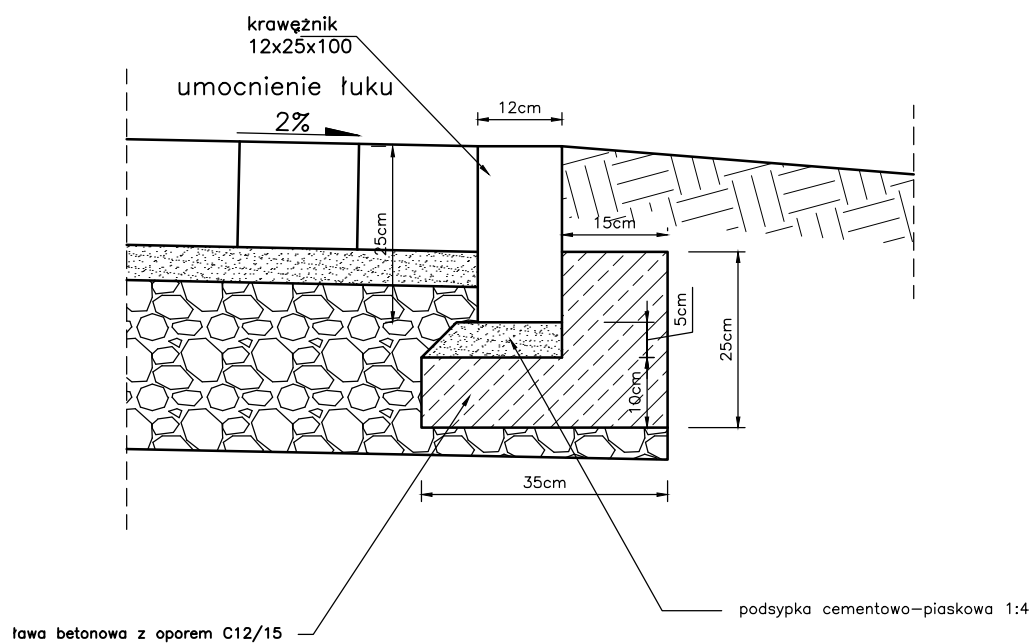 krawężnik
12x25x100
umocnienie łuku
2%
12cm
15cm
25cm
5cm
25cm
10cm
35cm
podsypka cementowo-piaskowa 1:4
ława betonowa z oporem C12/15